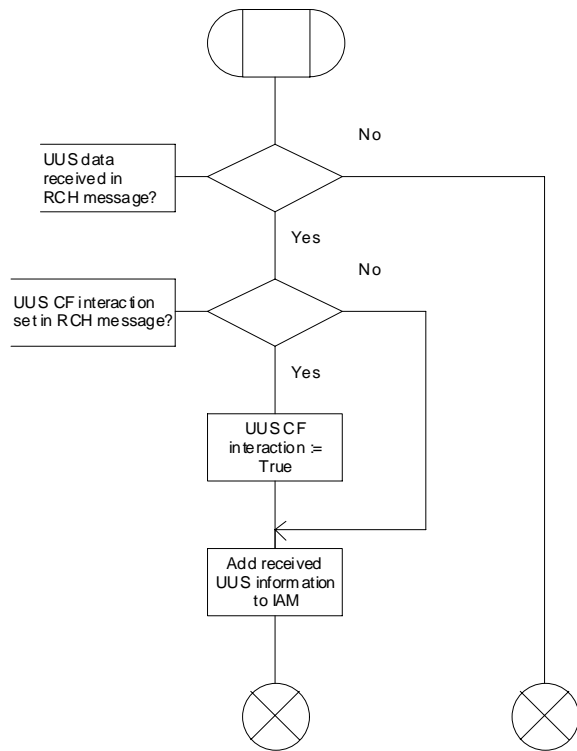 No
UUS data
received in
RCH message?
Yes
No
UUS CF interaction
set in RCH message?
Yes
UUS CF
interaction :=
True
Add received
UUS information
to IAM